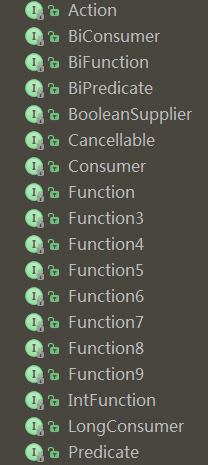 Action
BiConsumer
BiFunction
BiPredicate
BooleanSupplier
Cancellable
Consumer
Function
Function3
Function4
Function5
Function6
Function7
Function8
Function9
IntFunction
LongConsumer
Predicate